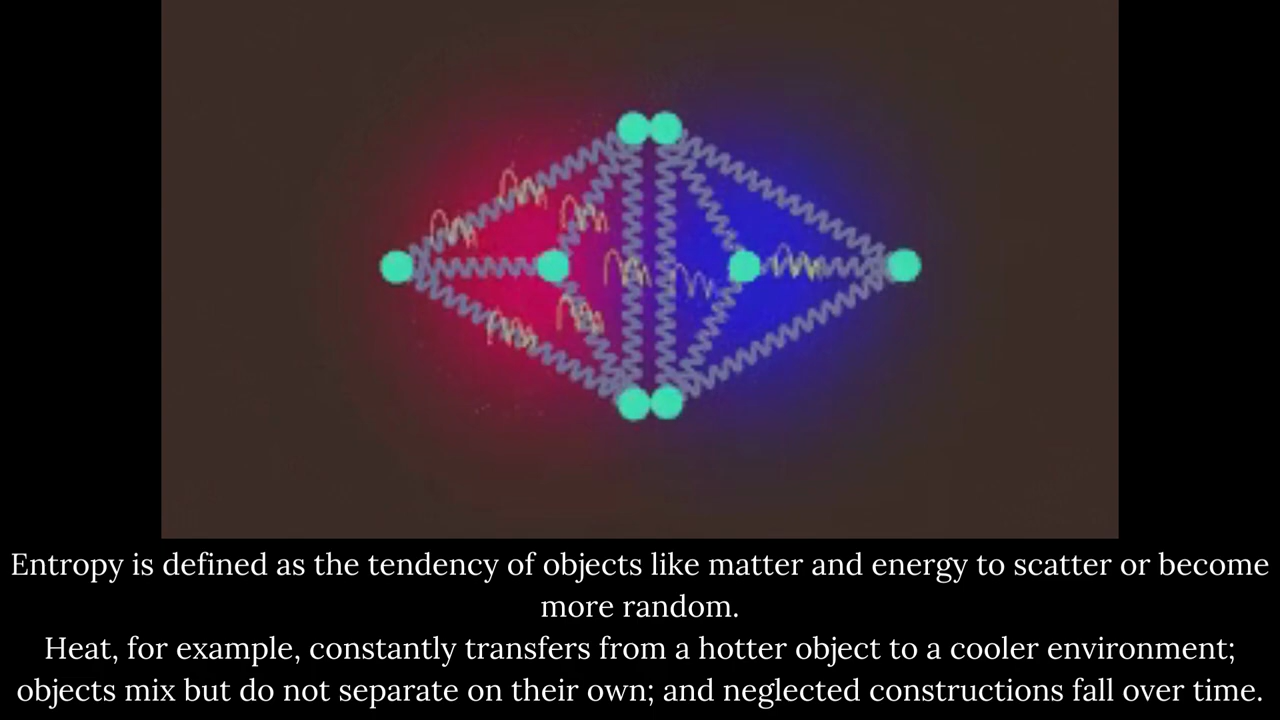 Entropy is defined as the tendency of objects like matter and energy to scatter or become
more random.
Heat, for example, constantly transfers from a hotter object to a cooler environment;
objects mix but do not separate on their own; and neglected constructions fall over time.